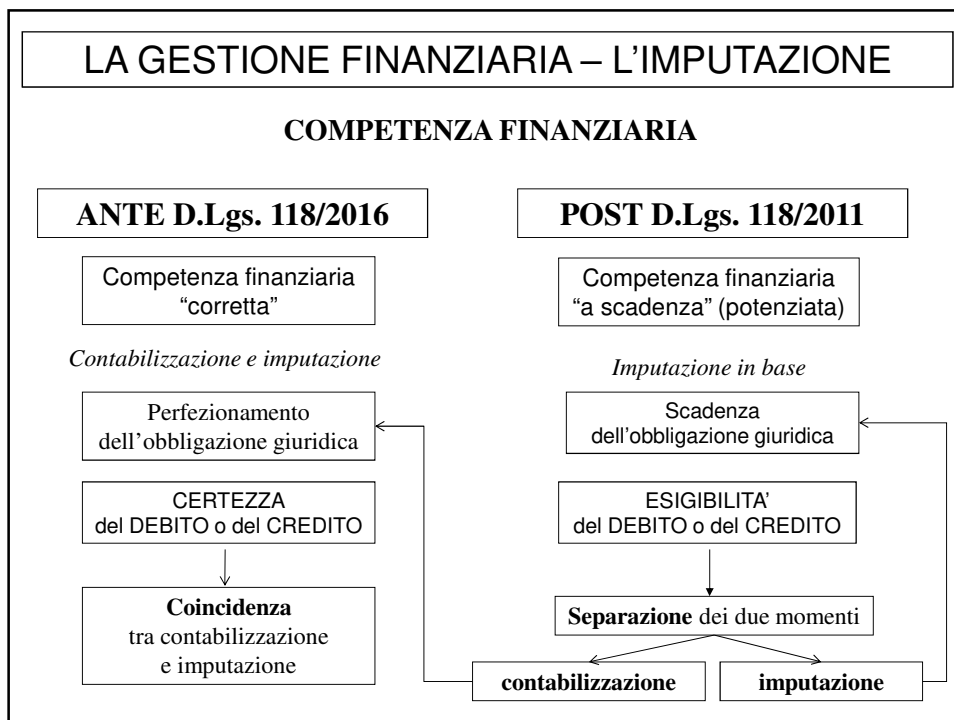 LA GESTIONE FINANZIARIA – L’IMPUTAZIONE
COMPETENZA FINANZIARIA
ANTE D.Lgs. 118/2016
Competenza finanziaria
“corretta”
Contabilizzazione e imputazione
Perfezionamento
dell’obbligazione giuridica
CERTEZZA
del DEBITO o del CREDITO
Coincidenza
tra contabilizzazione
e imputazione
POST D.Lgs. 118/2011
Competenza finanziaria
“a scadenza” (potenziata)
Imputazione in base
Scadenza
dell’obbligazione giuridica
ESIGIBILITA’
del DEBITO o del CREDITO
Separazione dei due momenti
contabilizzazione
imputazione